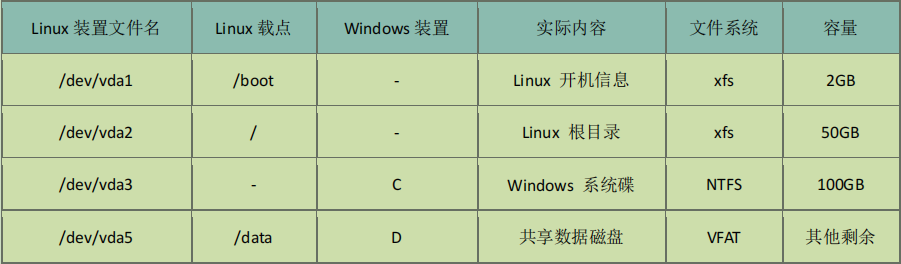 Linux 装置文件名 Linux 载点 Windows 装置 实际内容 文件系统 容量
/dev/vda1 /boot - Linux 开机信息 xfs 2GB
/dev/vda2 / - Linux 根目录 xfs 50GB
/dev/vda3 - C Windows 系统碟 NTFS 100GB
/dev/vda5 /data D 共享数据磁盘 VFAT 其他剩余